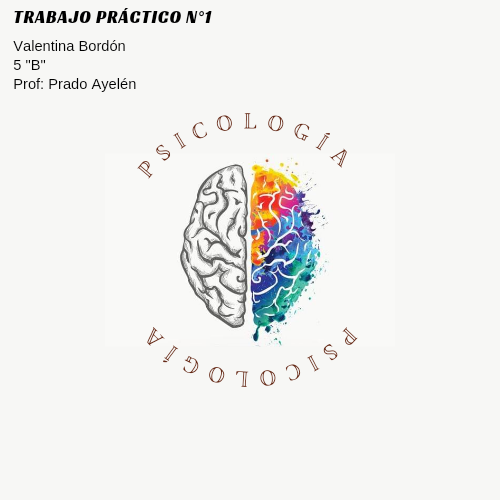 TRABAJO PRÁCTICO N°1
Valentina Bordón
5 "B"
Prof: Prado Ayelén
PSICOLOGÍA
PSICOLOGÍA